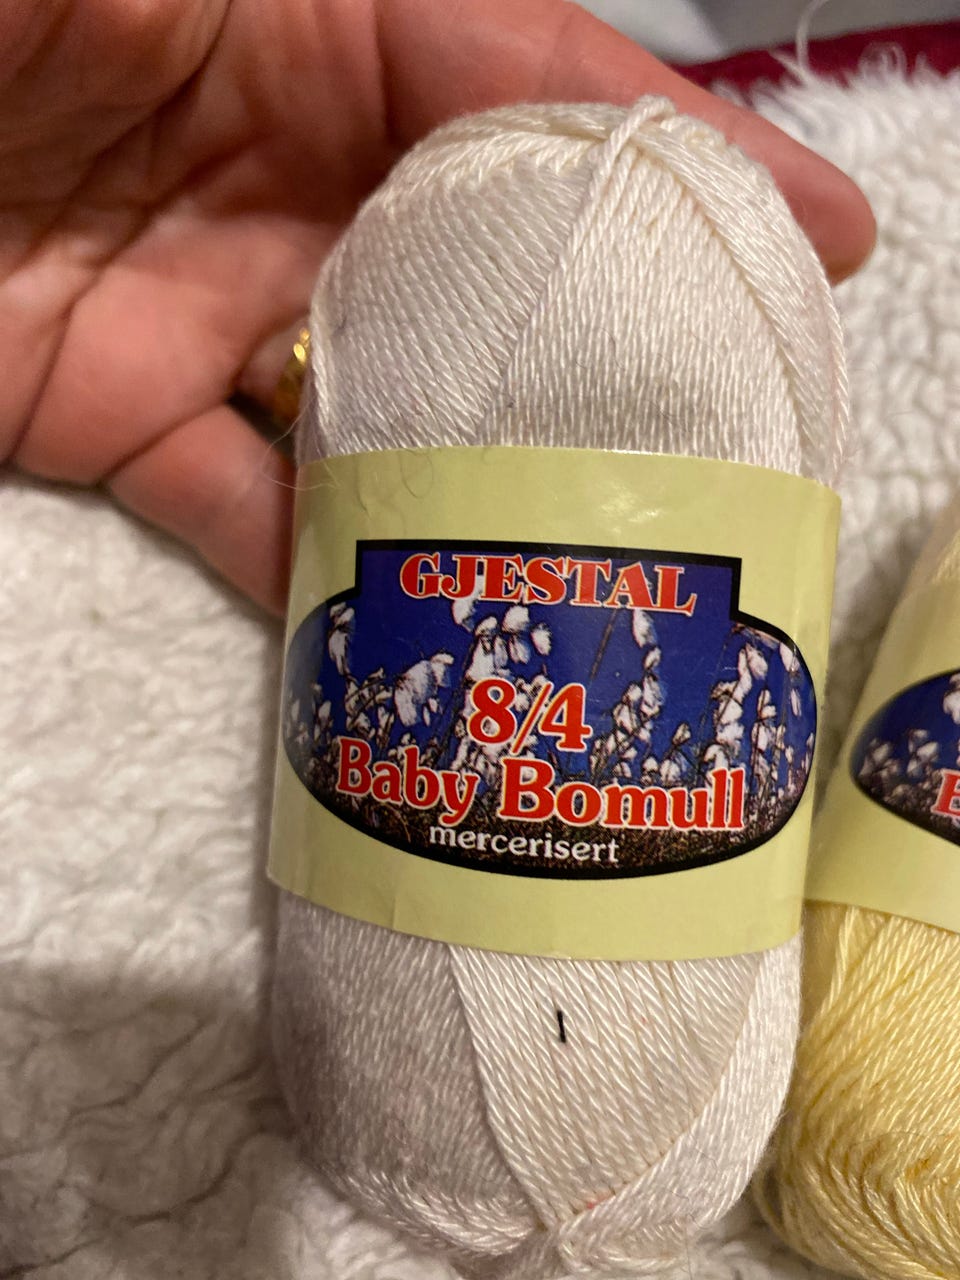 GJESTAL
8/4
Baby Bomull
mercerisert